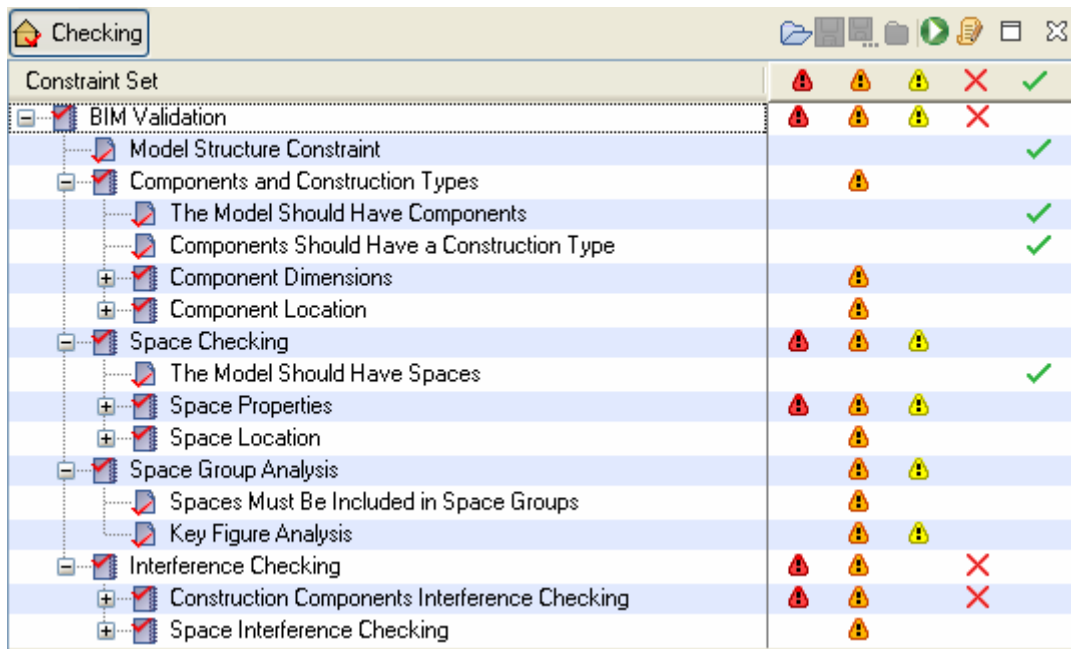 Checking
Constraint Set
BIM Validation
Model Structure Constraint
Components and Construction Types
The Model Should Have Components
Components Should Have a Construction Type
Component Dimensions
Component Location
Space Checking
The Model Should Have Spaces
Space Properties
Space Location
Space Group Analysis
Spaces Must Be Included in Space Groups
Key Figure Analysis
Interference Checking
Construction Components Interference Checking
Space Interference Checking